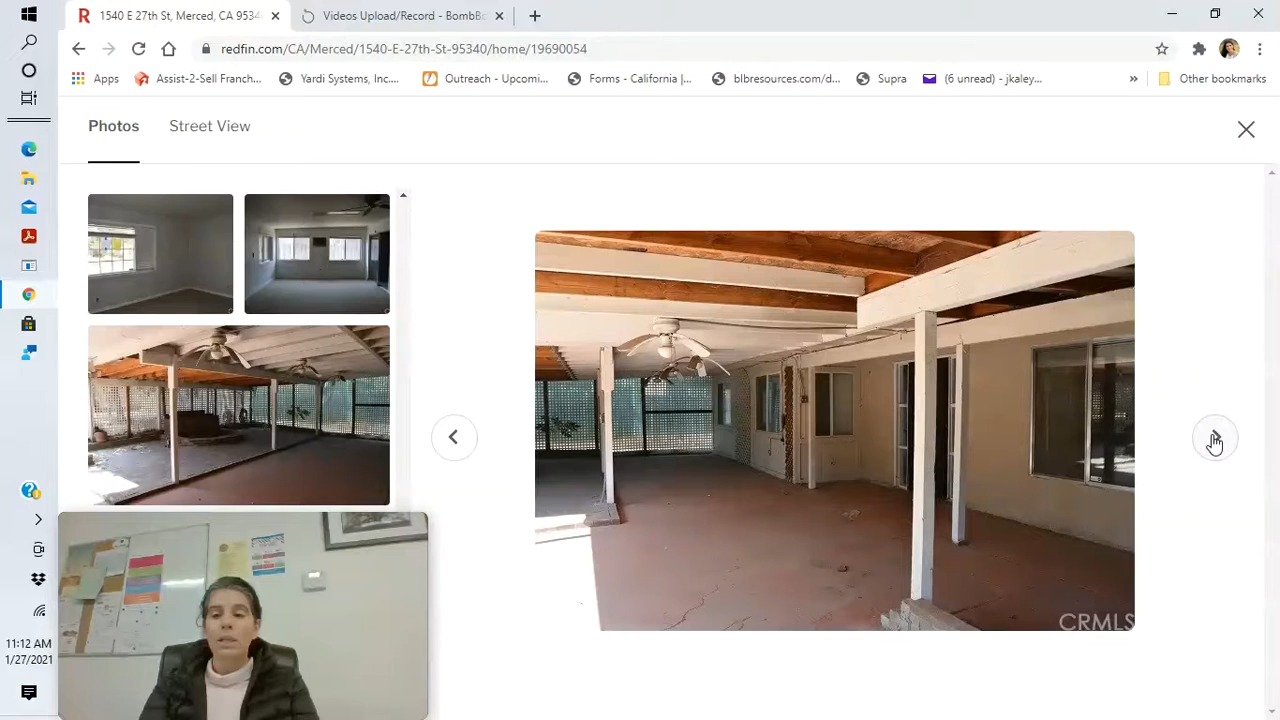 1540 E 27th St, Merced, CA 9534
Videos Upload/Record - BombBo
redfin.com/CA/Merced/1540-E-27th-St-95340/home/19690054
Apps
Assist-2-Sell Franch...
Yardi Systems, Inc....
Outreach - Upcomi...
Forms - California |...
blbresources.com/d...
Supra
(6 unread) - jkaley...
»
Other bookmarks
Photos
Street View
CRMLS
11:12 AM
1/27/2021